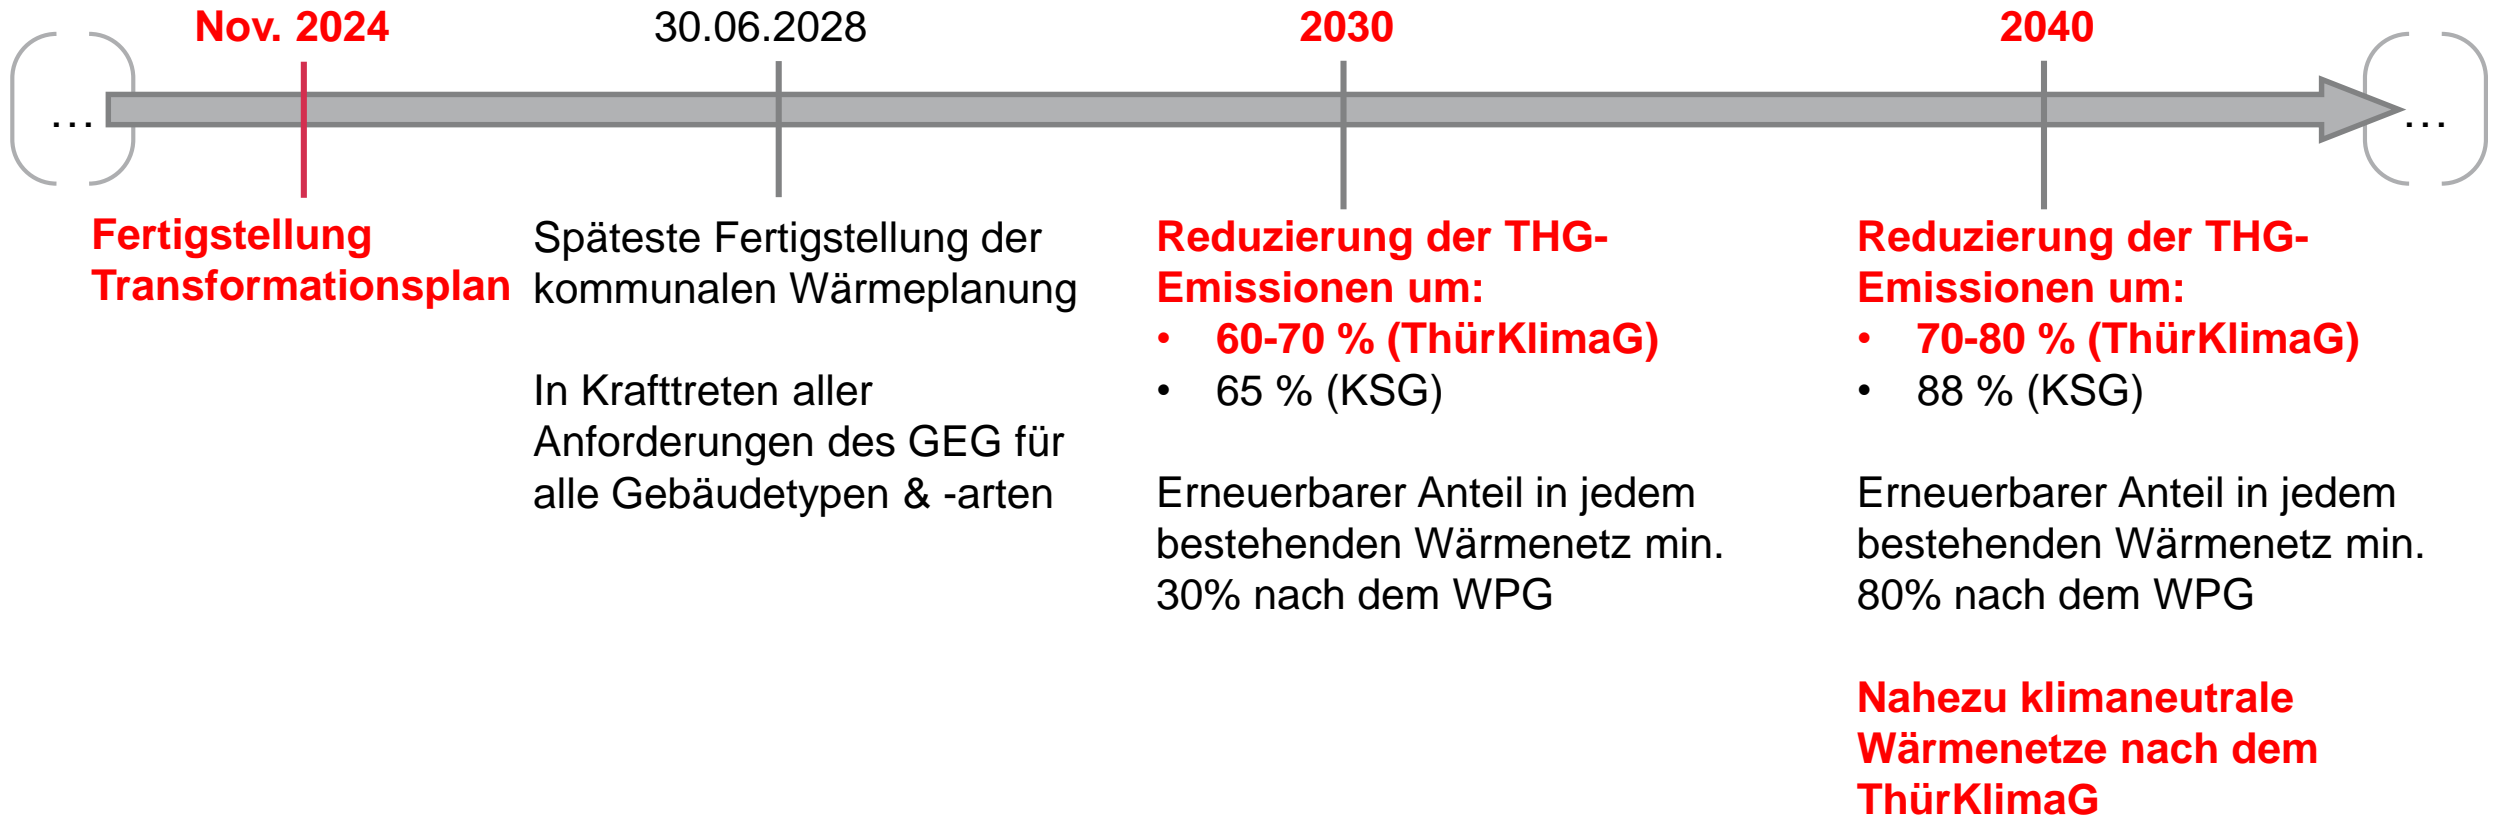 Nov. 2024
30.06.2028
2030
2040
...
...
Fertigstellung
Transformationsplan
Späteste Fertigstellung der
kommunalen Wärmeplanung
In Krafttreten aller
Anforderungen des GEG für
alle Gebäudetypen & -arten
Reduzierung der THG-
Emissionen um:
• 60-70 % (ThürKlimaG)
• 65 % (KSG)
Erneuerbarer Anteil in jedem
bestehenden Wärmenetz min.
30% nach dem WPG
Reduzierung der THG-
Emissionen um:
• 70-80 % (ThürKlimaG)
• 88 % (KSG)
Erneuerbarer Anteil in jedem
bestehenden Wärmenetz min.
80% nach dem WPG
Nahezu klimaneutrale
Wärmenetze nach dem
ThürKlimaG